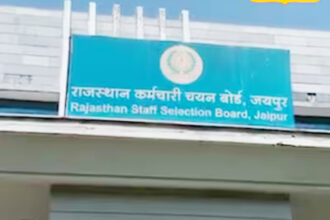 राजस्थान कर्मचारी चयन बोर्ड, जयपुर
Rajasthan Staff Selection Board, Jaipur